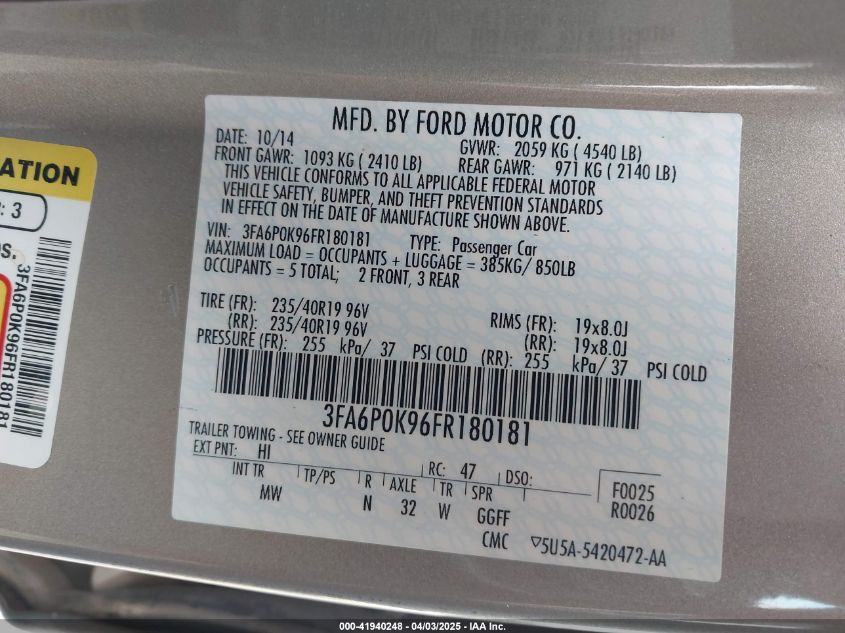 MFD. BY FORD MOTOR CO.
DATE: 10/14 GVWR: 2059 KG ( 4540 LB)
FRONT GAWR: 1093 KG ( 2410 LB) REAR GAWR: 971 KG ( 2140 LB)
THIS VEHICLE CONFORMS TO ALL APPLICABLE FEDERAL MOTOR
VEHICLE SAFETY, BUMPER, AND THEFT PREVENTION STANDARDS
IN EFFECT ON THE DATE OF MANUFACTURE SHOWN ABOVE.
VIN: 3FA6P0K96FR180181 TYPE: Passenger Car
MAXIMUM LOAD = OCCUPANTS + LUGGAGE = 385KG/ 850LB
OCCUPANTS = 5 TOTAL; 2 FRONT, 3 REAR
TIRE (FR): 235/40R19 96V RIMS (FR): 19x8.0J
(RR): 235/40R19 96V (RR): 19x8.0J
PRESSURE (FR): 255 kPa/ 37 PSI COLD (RR): 255 kPa/ 37 PSI COLD
3FA6P0K96FR180181
TRAILER TOWING - SEE OWNER GUIDE
EXT PNT: HI RC: 47 DSO:
INT TR TP/PS R AXLE TR SPR F0025
MW N 32 W GGFF R0026
CMC ▽5U5A-5420472-AA
ATION
: 3
S.
3FA6P0K96FR180181
000-41940248 - 04/03/2025 - IAA Inc.